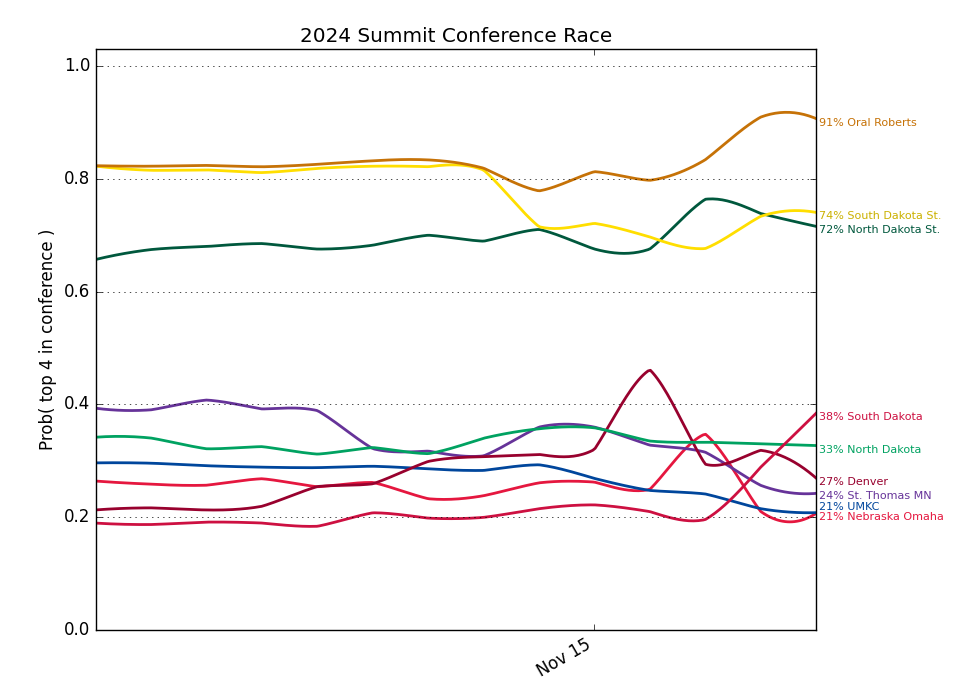 2024 Summit Conference Race
Prob( top 4 in conference )
1.0
0.8
0.6
0.4
0.2
0.0
Nov 15
91% Oral Roberts
74% South Dakota St.
72% North Dakota St.
38% South Dakota
33% North Dakota
27% Denver
24% St. Thomas MN
21% UMKC
21% Nebraska Omaha